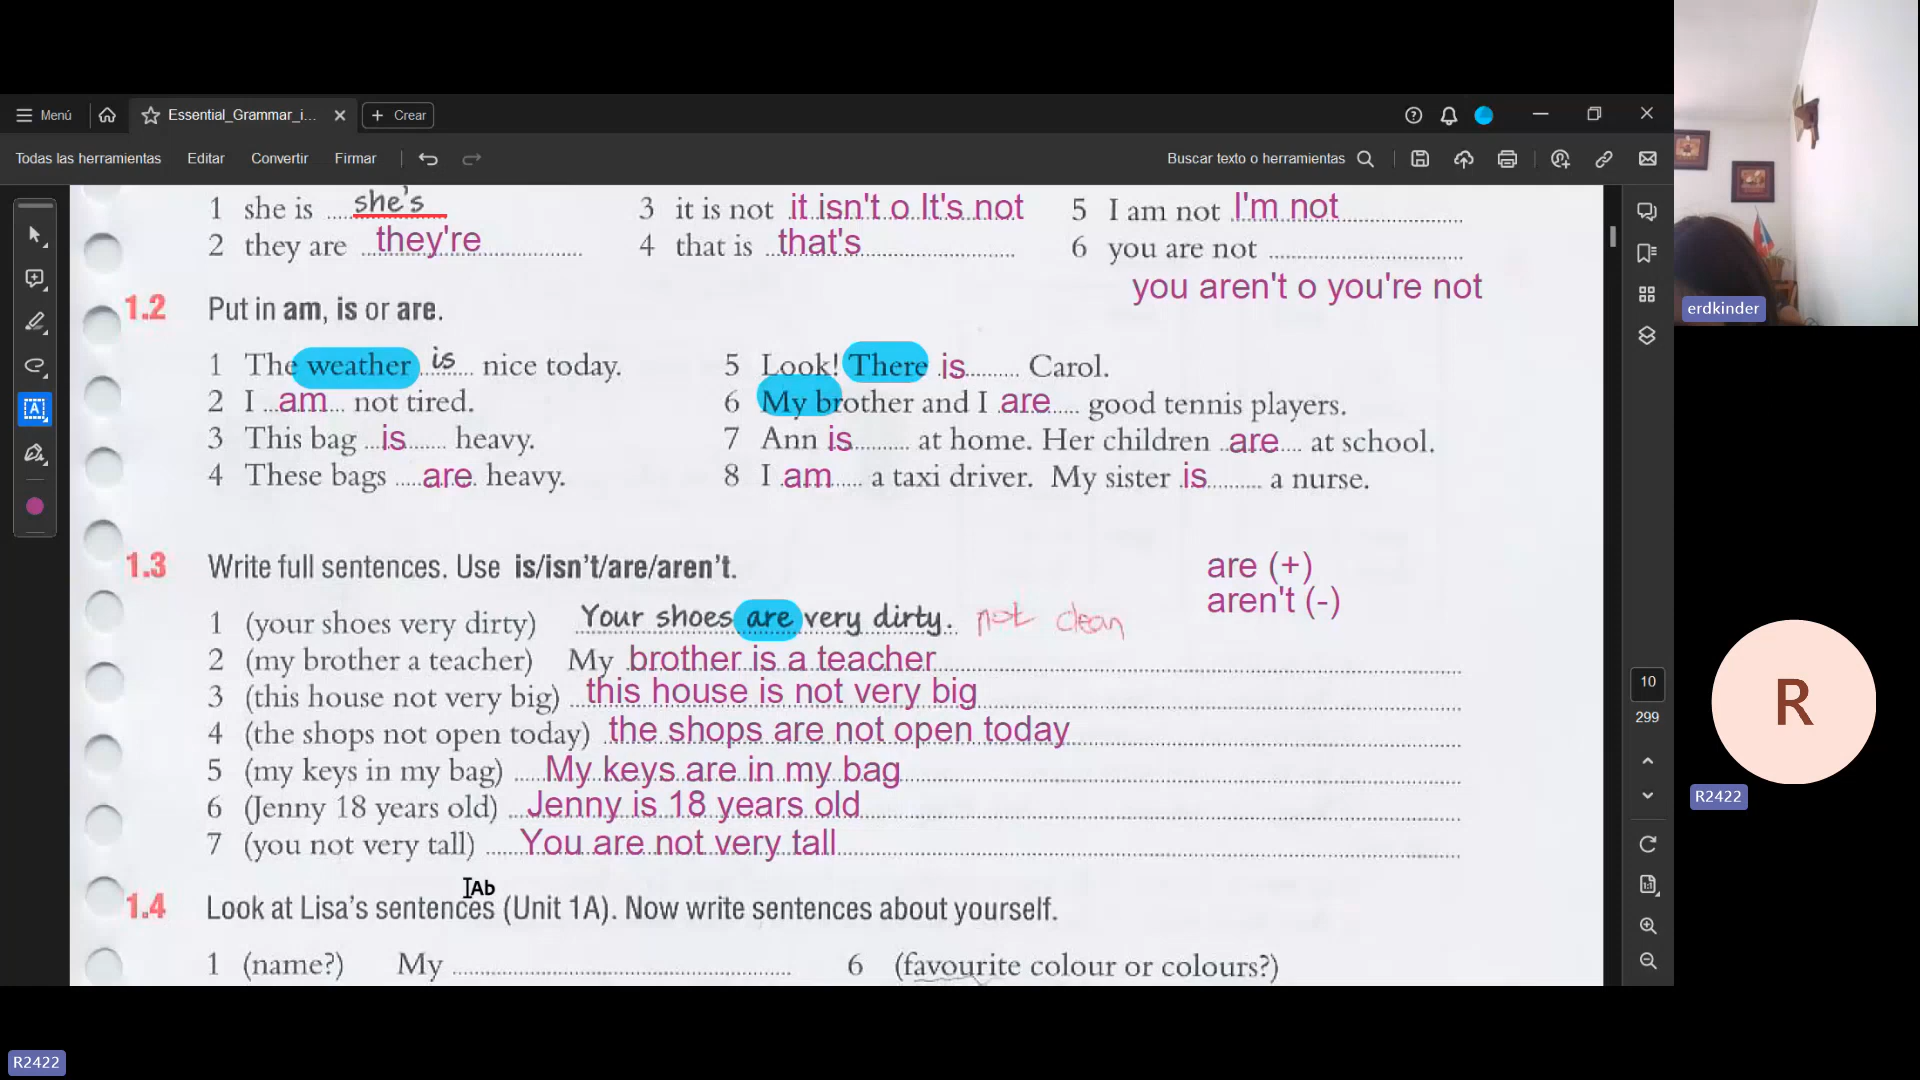 Menú
Essential_Grammar_i...
Crear
Todas las herramientas Editar Convertir Firmar
Buscar texto o herramientas
1 she is she's 3 it is not it isn't o It's not 5 I am not I'm not
2 they are they're 4 that is that's 6 you are not
you aren't o you're not
1.2 Put in am, is or are.
1 The weather is nice today. 5 Look! There is Carol.
2 I am not tired. 6 My brother and I are good tennis players.
3 This bag is heavy. 7 Ann is at home. Her children are at school.
4 These bags are heavy. 8 I am a taxi driver. My sister is a nurse.
1.3 Write full sentences. Use is/isn't/are/aren't.
are (+)
aren't (-)
1 (your shoes very dirty) Your shoes are very dirty. not clean
2 (my brother a teacher) My brother is a teacher
3 (this house not very big) this house is not very big
4 (the shops not open today) the shops are not open today
5 (my keys in my bag) My keys are in my bag
6 (Jenny 18 years old) Jenny is 18 years old
7 (you not very tall) You are not very tall
Ab
1.4 Look at Lisa's sentences (Unit 1A). Now write sentences about yourself.
1 (name?) My 6 (favourite colour or colours?)
10
299
erdkinder
R
R2422
R2422